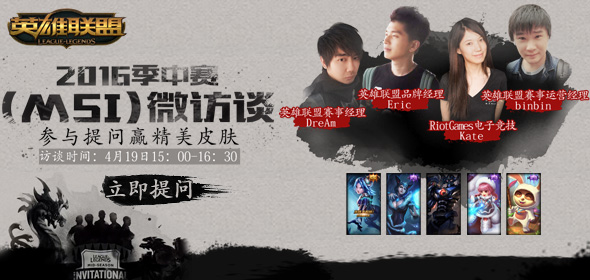 英雄联盟
LEAGUE-LEGENDS
2016季中赛
(MSI)微访谈
参与提问赢精美皮肤
访谈时间：4月19日15：00-16：30
立即提问
英雄联盟赛事经理
DreAm
英雄联盟品牌经理
Eric
RiotGames电子竞技
Kate
英雄联盟赛事运营经理
binbin
LEAGUE LEGENDS
MID-SEASON
INVITATIONAL